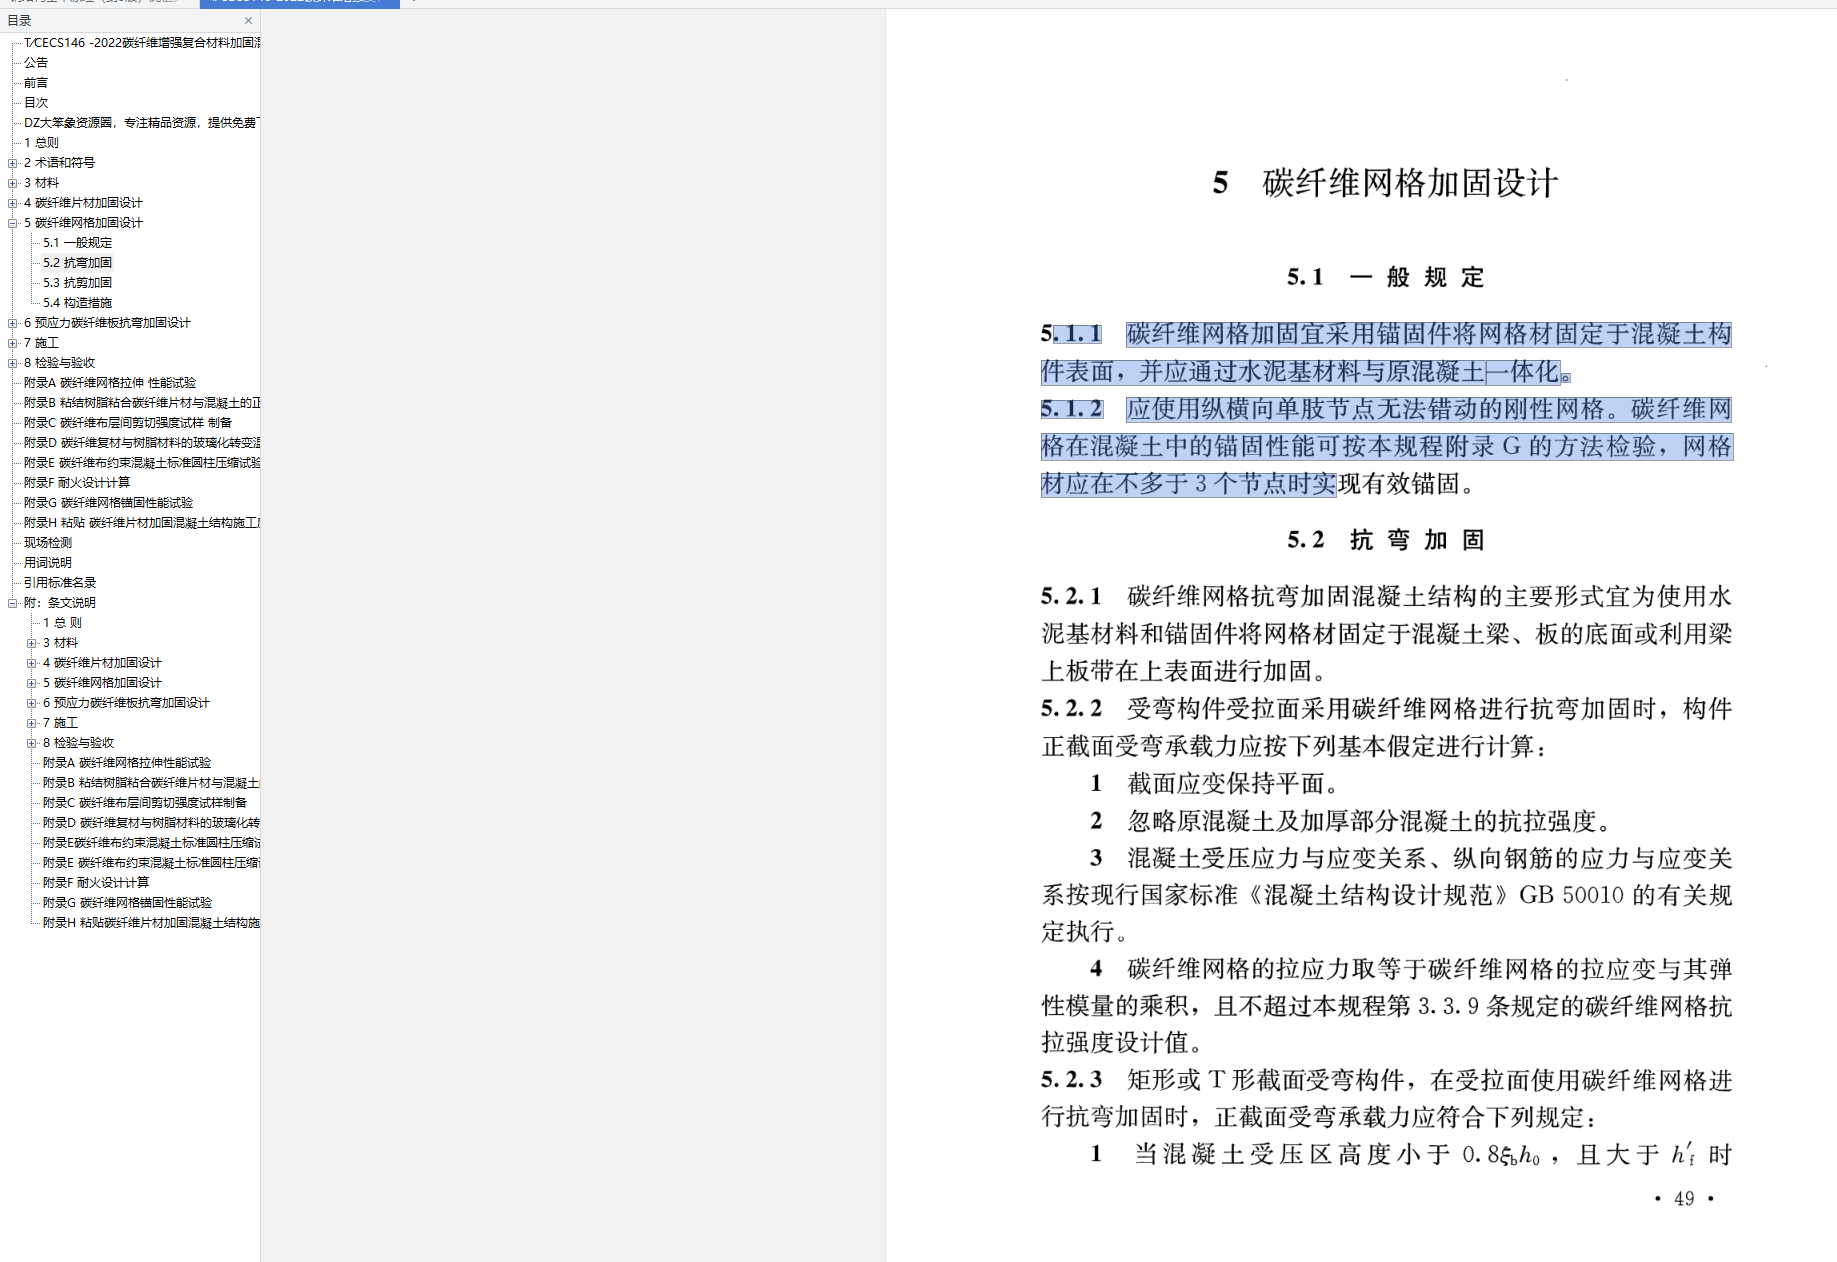 目录
T/CECS146 -2022碳纤维增强复合材料加固混
公告
前言
目次
DZ大笨象资源圈，专注精品资源，提供免费下
1 总则
2 术语和符号
3 材料
4 碳纤维片材加固设计
5 碳纤维网格加固设计
5.1 一般规定
5.2 抗弯加固
5.3 抗剪加固
5.4 构造措施
6 预应力碳纤维板抗弯加固设计
7 施工
8 检验与验收
附录A 碳纤维网格拉伸 性能试验
附录B 粘结树脂粘合碳纤维片材与混凝土的正
附录C 碳纤维布层间剪切强度试样 制备
附录D 碳纤维复材与树脂材料的玻璃化转变温
附录E 碳纤维布约束混凝土标准圆柱压缩试验
附录F 耐火设计计算
附录G 碳纤维网格锚固性能试验
附录H 粘贴 碳纤维片材加固混凝土结构施工
现场检测
用词说明
引用标准名录
附：条文说明
1 总 则
3 材料
4 碳纤维片材加固设计
5 碳纤维网格加固设计
6 预应力碳纤维板抗弯加固设计
7 施工
8 检验与验收
附录A 碳纤维网格拉伸性能试验
附录B 粘结树脂粘合碳纤维片材与混凝土
附录C 碳纤维布层间剪切强度试样制备
附录D 碳纤维复材与树脂材料的玻璃化转
附录E碳纤维布约束混凝土标准圆柱压缩试
附录E 碳纤维布约束混凝土标准圆柱压缩
附录F 耐火设计计算
附录G 碳纤维网格锚固性能试验
附录H 粘贴碳纤维片材加固混凝土结构施
5 碳纤维网格加固设计
5.1 一般规定
5.1.1 碳纤维网格加固宜采用锚固件将网格材固定于混凝土构
件表面，并应通过水泥基材料与原混凝土一体化。
5.1.2 应使用纵横向单肢节点无法错动的刚性网格。碳纤维网
格在混凝土中的锚固性能可按本规程附录 G 的方法检验，网格
材应在不多于 3 个节点时实现有效锚固。
5.2 抗弯加固
5.2.1 碳纤维网格抗弯加固混凝土结构的主要形式宜为使用水
泥基材料和锚固件将网格材固定于混凝土梁、板的底面或利用梁
上板带在上表面进行加固。
5.2.2 受弯构件受拉面采用碳纤维网格进行抗弯加固时，构件
正截面受弯承载力应按下列基本假定进行计算：
1 截面应变保持平面。
2 忽略原混凝土及加厚部分混凝土的抗拉强度。
3 混凝土受压应力与应变关系、纵向钢筋的应力与应变关
系按现行国家标准《混凝土结构设计规范》GB 50010 的有关规
定执行。
4 碳纤维网格的拉应力取等于碳纤维网格的拉应变与其弹
性模量的乘积，且不超过本规程第 3.3.9 条规定的碳纤维网格抗
拉强度设计值。
5.2.3 矩形或 T 形截面受弯构件，在受拉面使用碳纤维网格进
行抗弯加固时，正截面受弯承载力应符合下列规定：
1 当混凝土受压区高度小于 0.8ξbh0，且大于 h′f 时
• 49 •